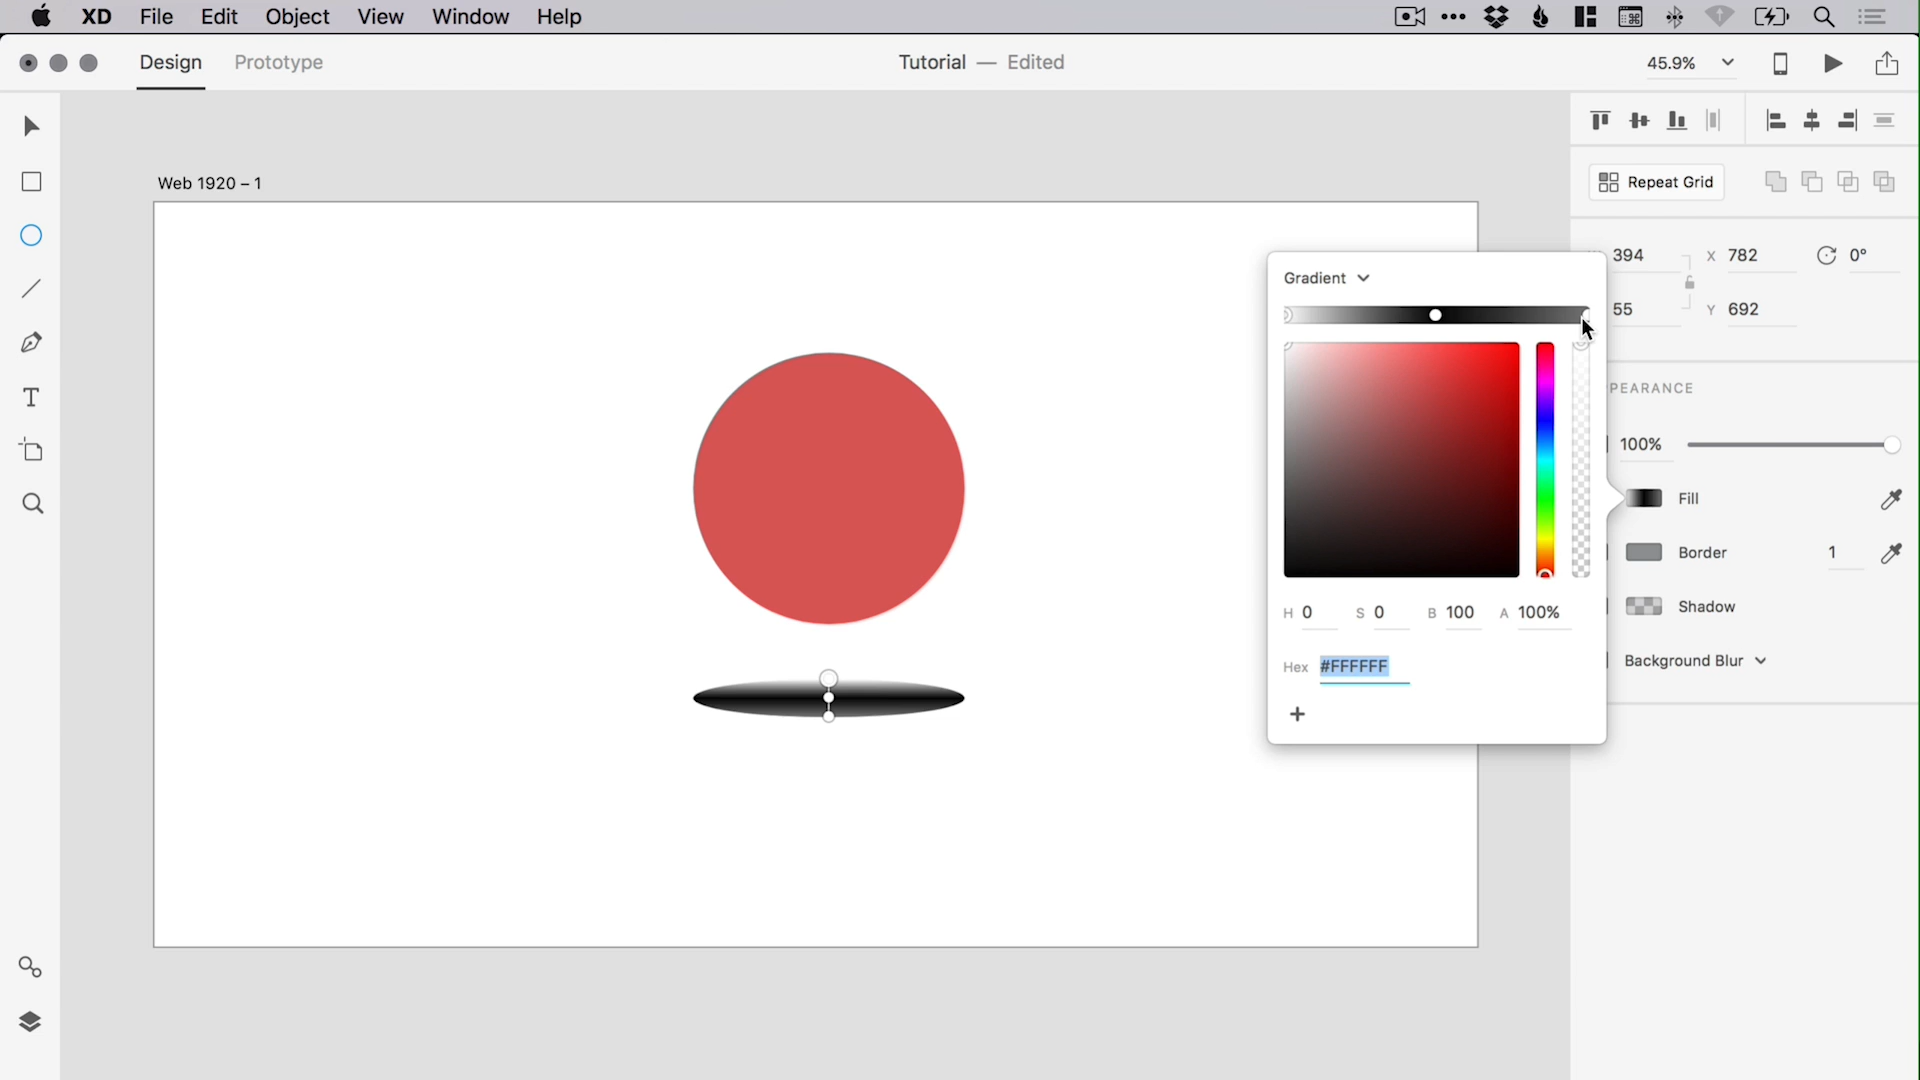 XD File Edit Object View Window Help
Design Prototype
Tutorial — Edited
45.9%
Web 1920 – 1
Repeat Grid
394 X 782 0°
55 Y 692
Gradient
PEARANCE
100%
Fill
Border 1
Shadow
Background Blur
H 0 S 0 B 100 A 100%
Hex #FFFFFF